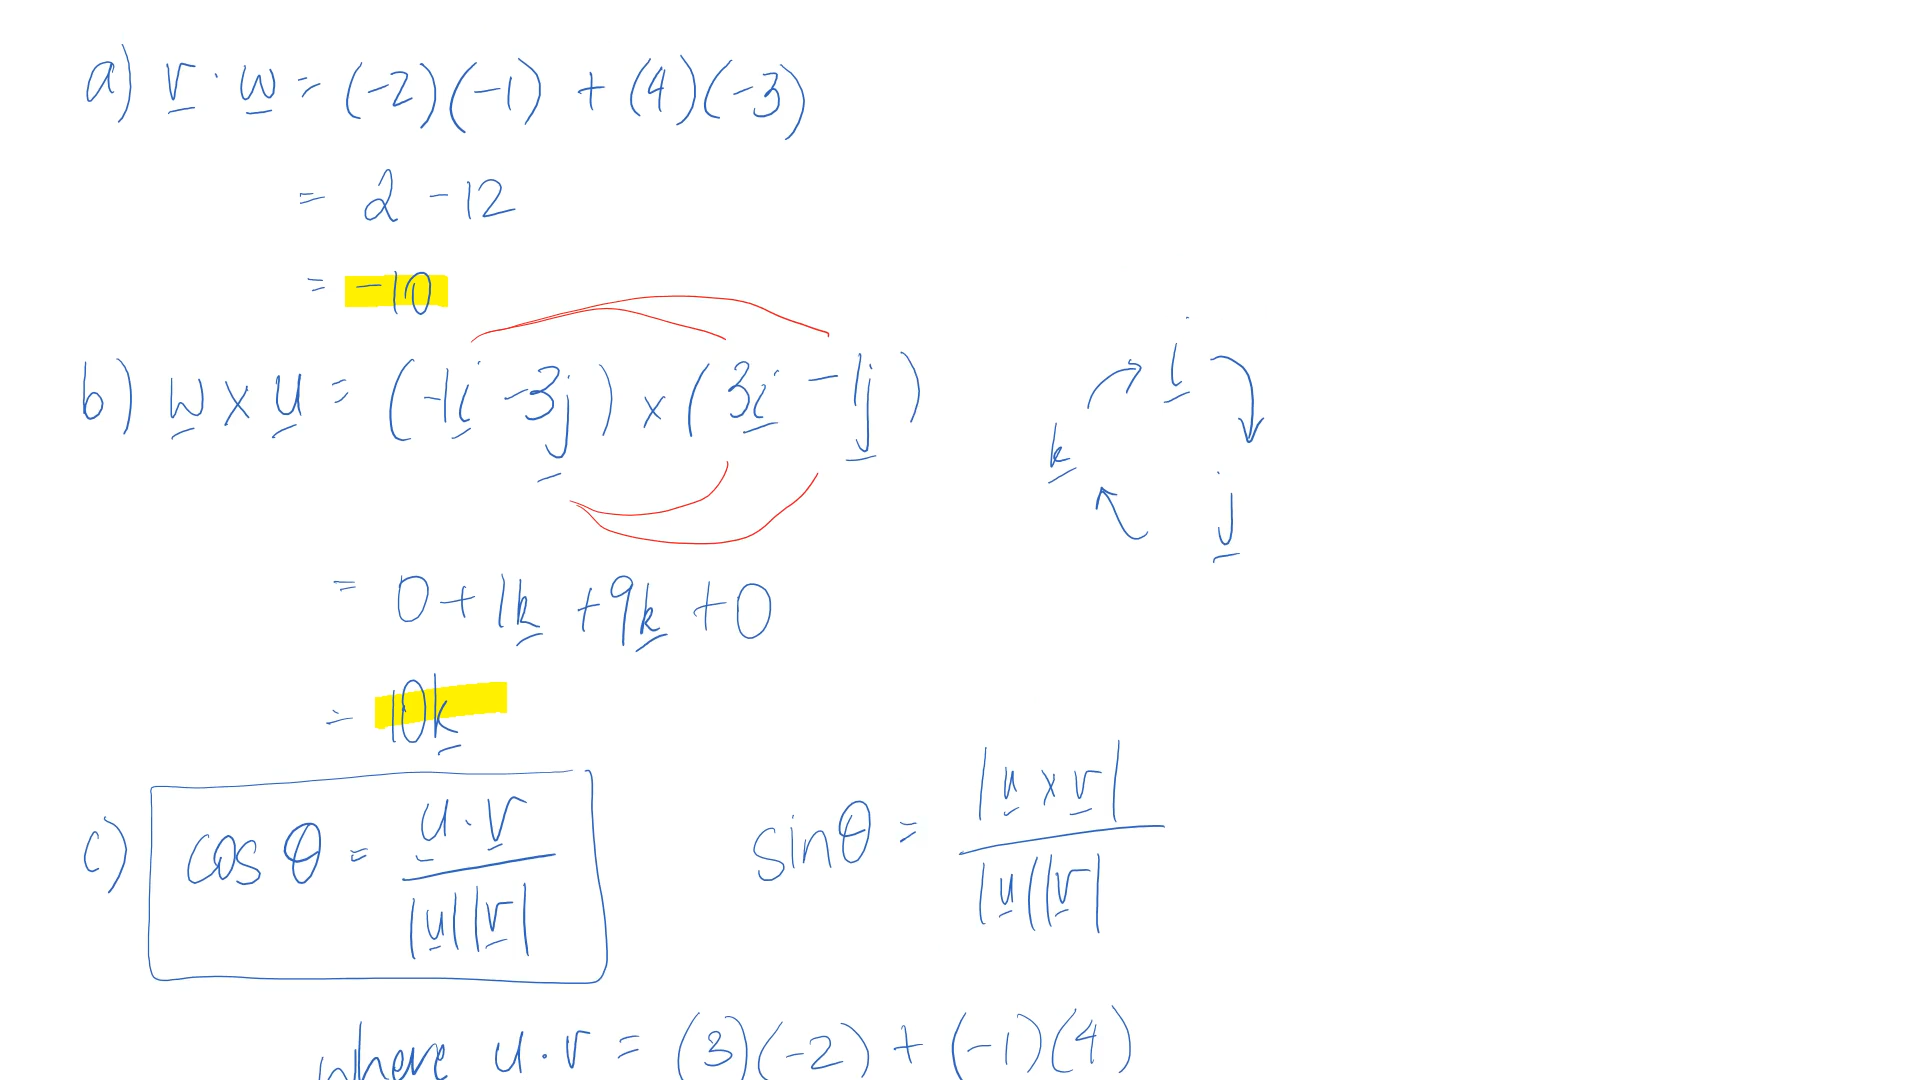 a) v · w = (-2)(-1) + (4)(-3)
= 2 - 12
= -10
b) w x u = (-1i - 3j) x (3i - 1j)
i
k
j
= 0 + 1k + 9k + 0
= 10k
c) cos θ = u · v / |u||v|
sin θ = |u x v| / |u||v|
where u · v = (3)(-2) + (-1)(4)